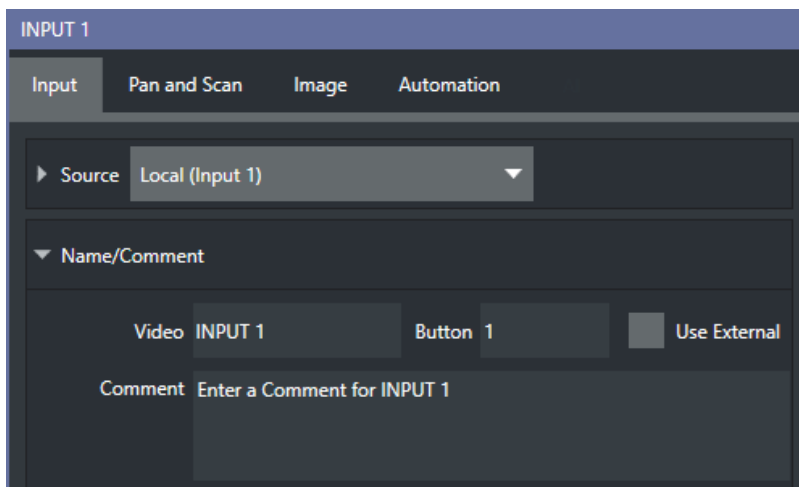 INPUT 1
Input Pan and Scan Image Automation
Source Local (Input 1)
Name/Comment
Video INPUT 1 Button 1 Use External
Comment Enter a Comment for INPUT 1